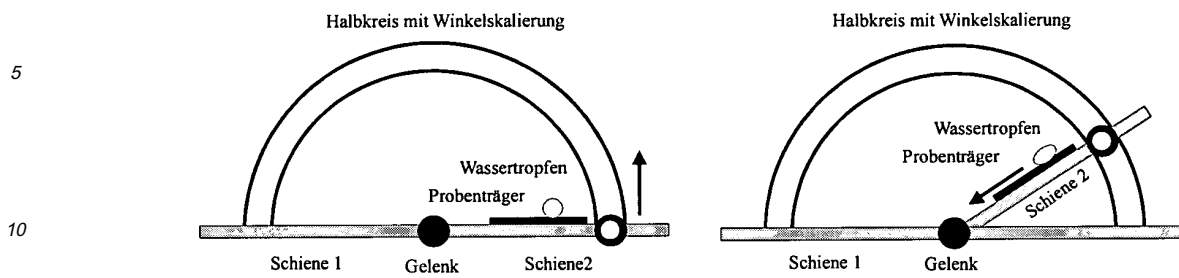 Halbkreis mit Winkelskalierung
Halbkreis mit Winkelskalierung
5
Wassertropfen
Probenträger
Wassertropfen
Probenträger
Schiene 2
10
Schiene 1 Gelenk Schiene2
Schiene 1 Gelenk